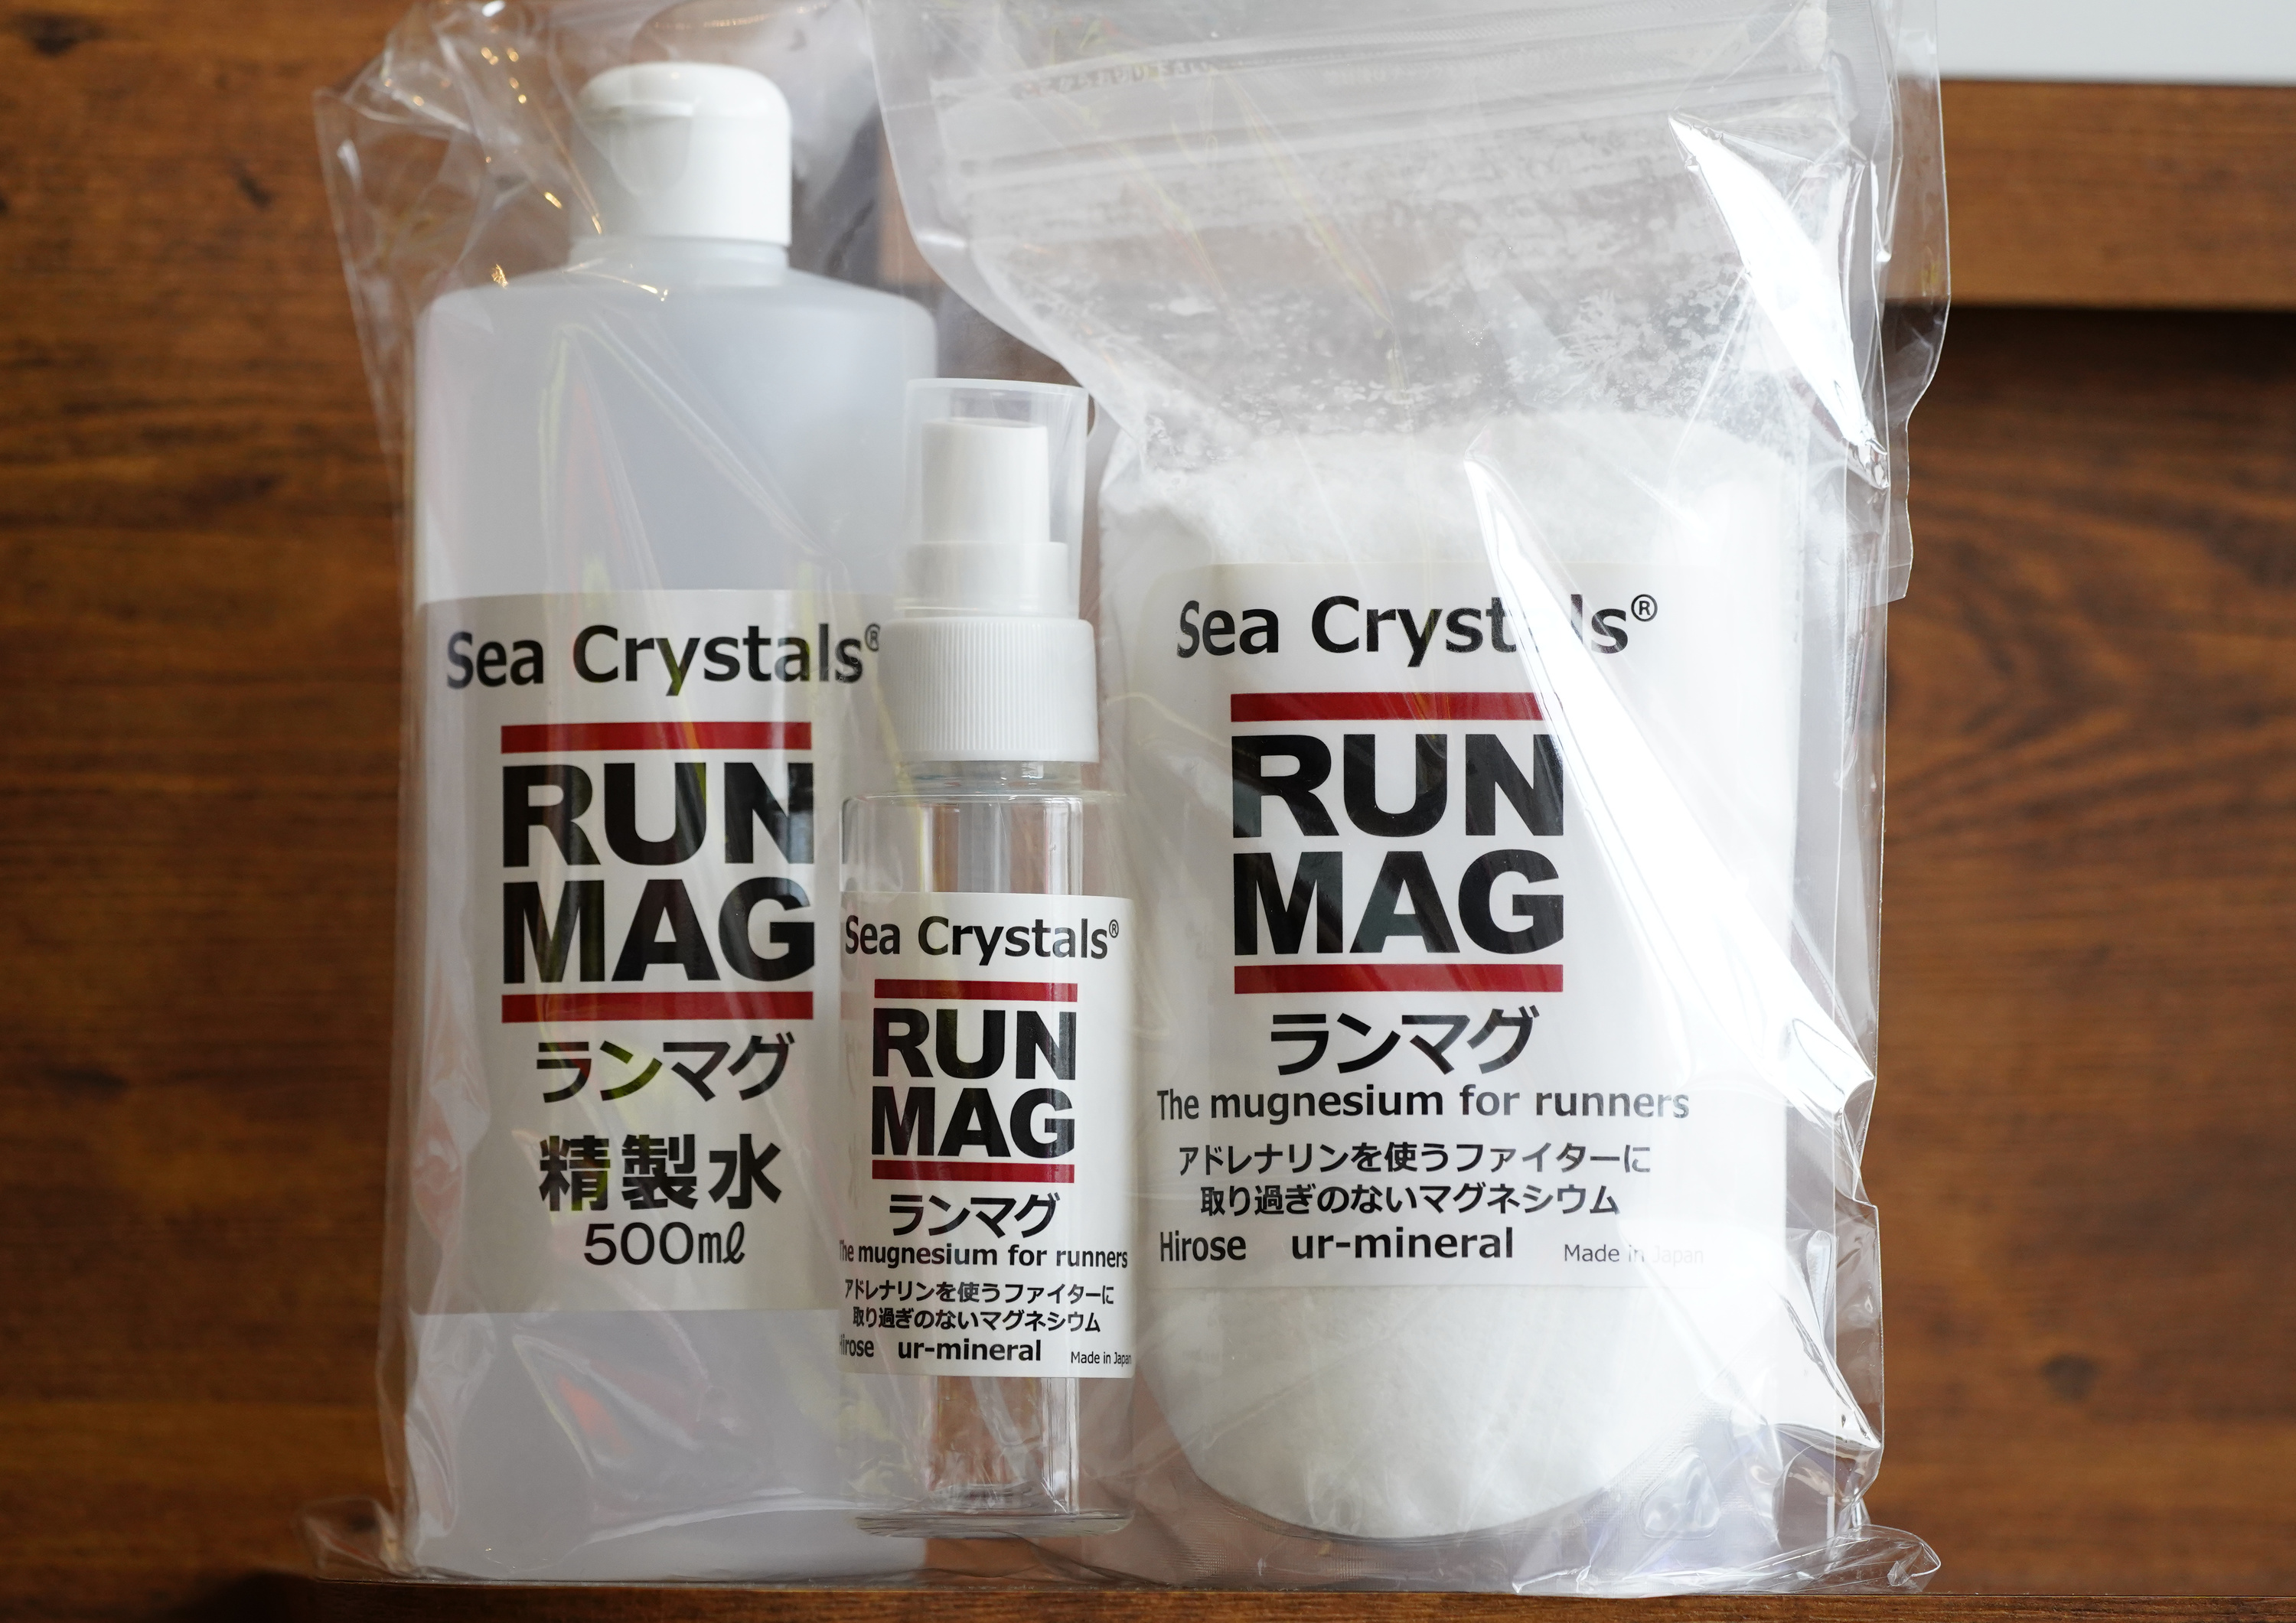 Sea Crystals®
RUN
MAG
ランマグ
精製水
500mℓ
Sea Crystals®
RUN
MAG
ランマグ
The mugnesium for runners
アドレナリンを使うファイターに
取り過ぎのないマグネシウム
Hirose ur-mineral Made in Japan
Sea Crystals®
RUN
MAG
ランマグ
The mugnesium for runners
アドレナリンを使うファイターに
取り過ぎのないマグネシウム
Hirose ur-mineral Made in Japan